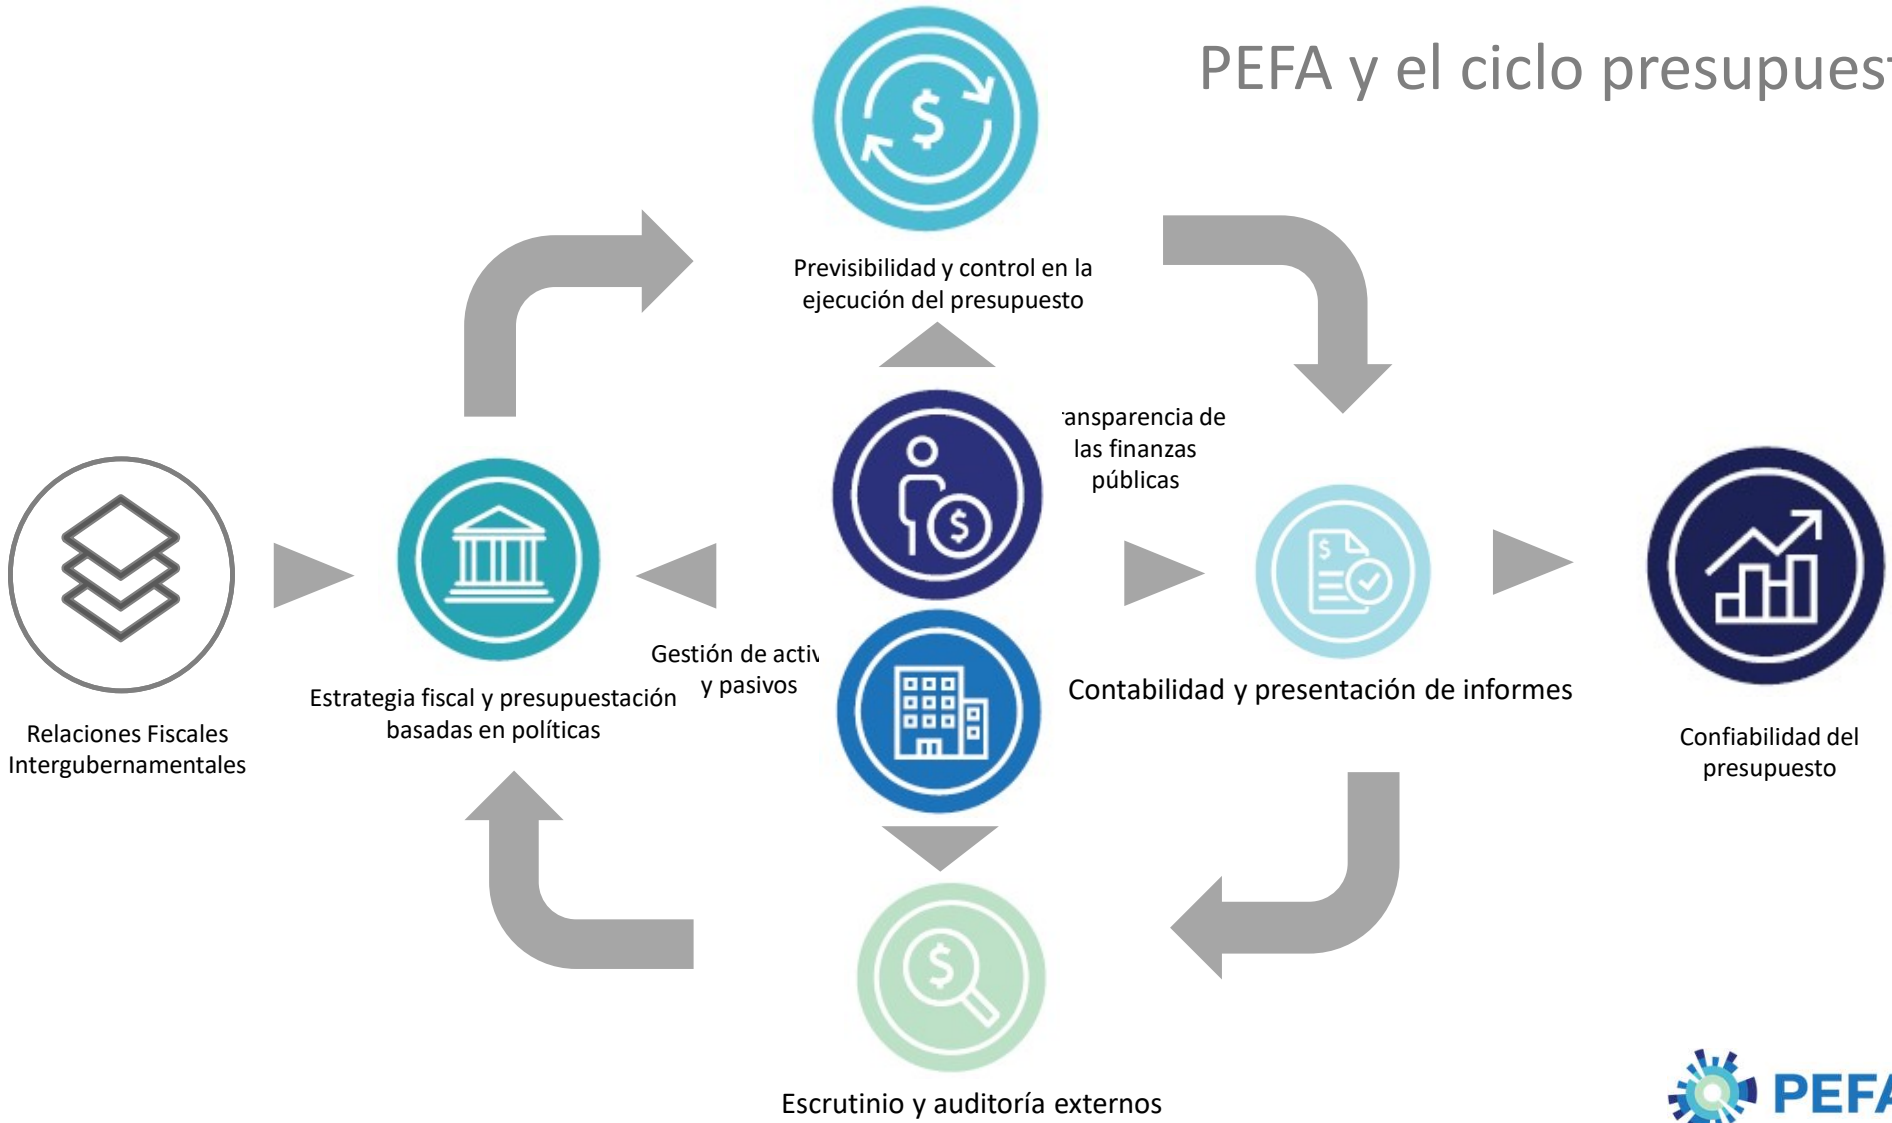 PEFA y el ciclo presupuest
Previsibilidad y control en la
ejecución del presupuesto
ansparencia de
las finanzas
públicas
Gestión de activ
y pasivos
Estrategia fiscal y presupuestación
basadas en políticas
Contabilidad y presentación de informes
Relaciones Fiscales
Intergubernamentales
Confiabilidad del
presupuesto
Escrutinio y auditoría externos
PEFA